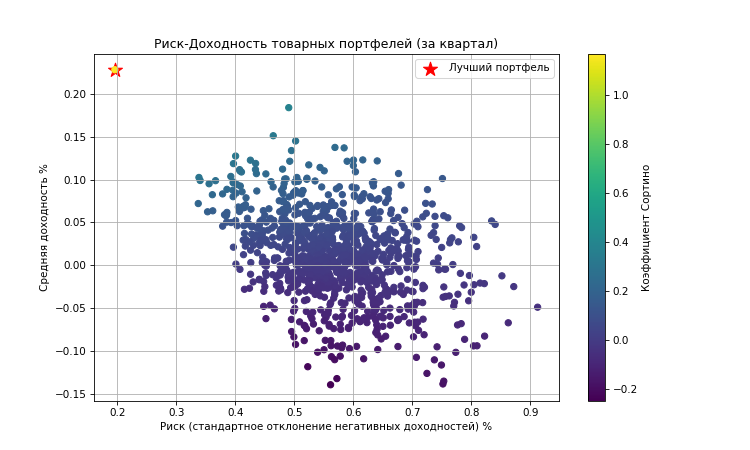 Риск-Доходность товарных портфелей (за квартал)
Лучший портфель
Средняя доходность %
0.20
0.15
0.10
0.05
0.00
−0.05
−0.10
−0.15
0.2 0.3 0.4 0.5 0.6 0.7 0.8 0.9
Риск (стандартное отклонение негативных доходностей) %
1.0
0.8
0.6
0.4
0.2
0.0
−0.2
Коэффициент Сортино